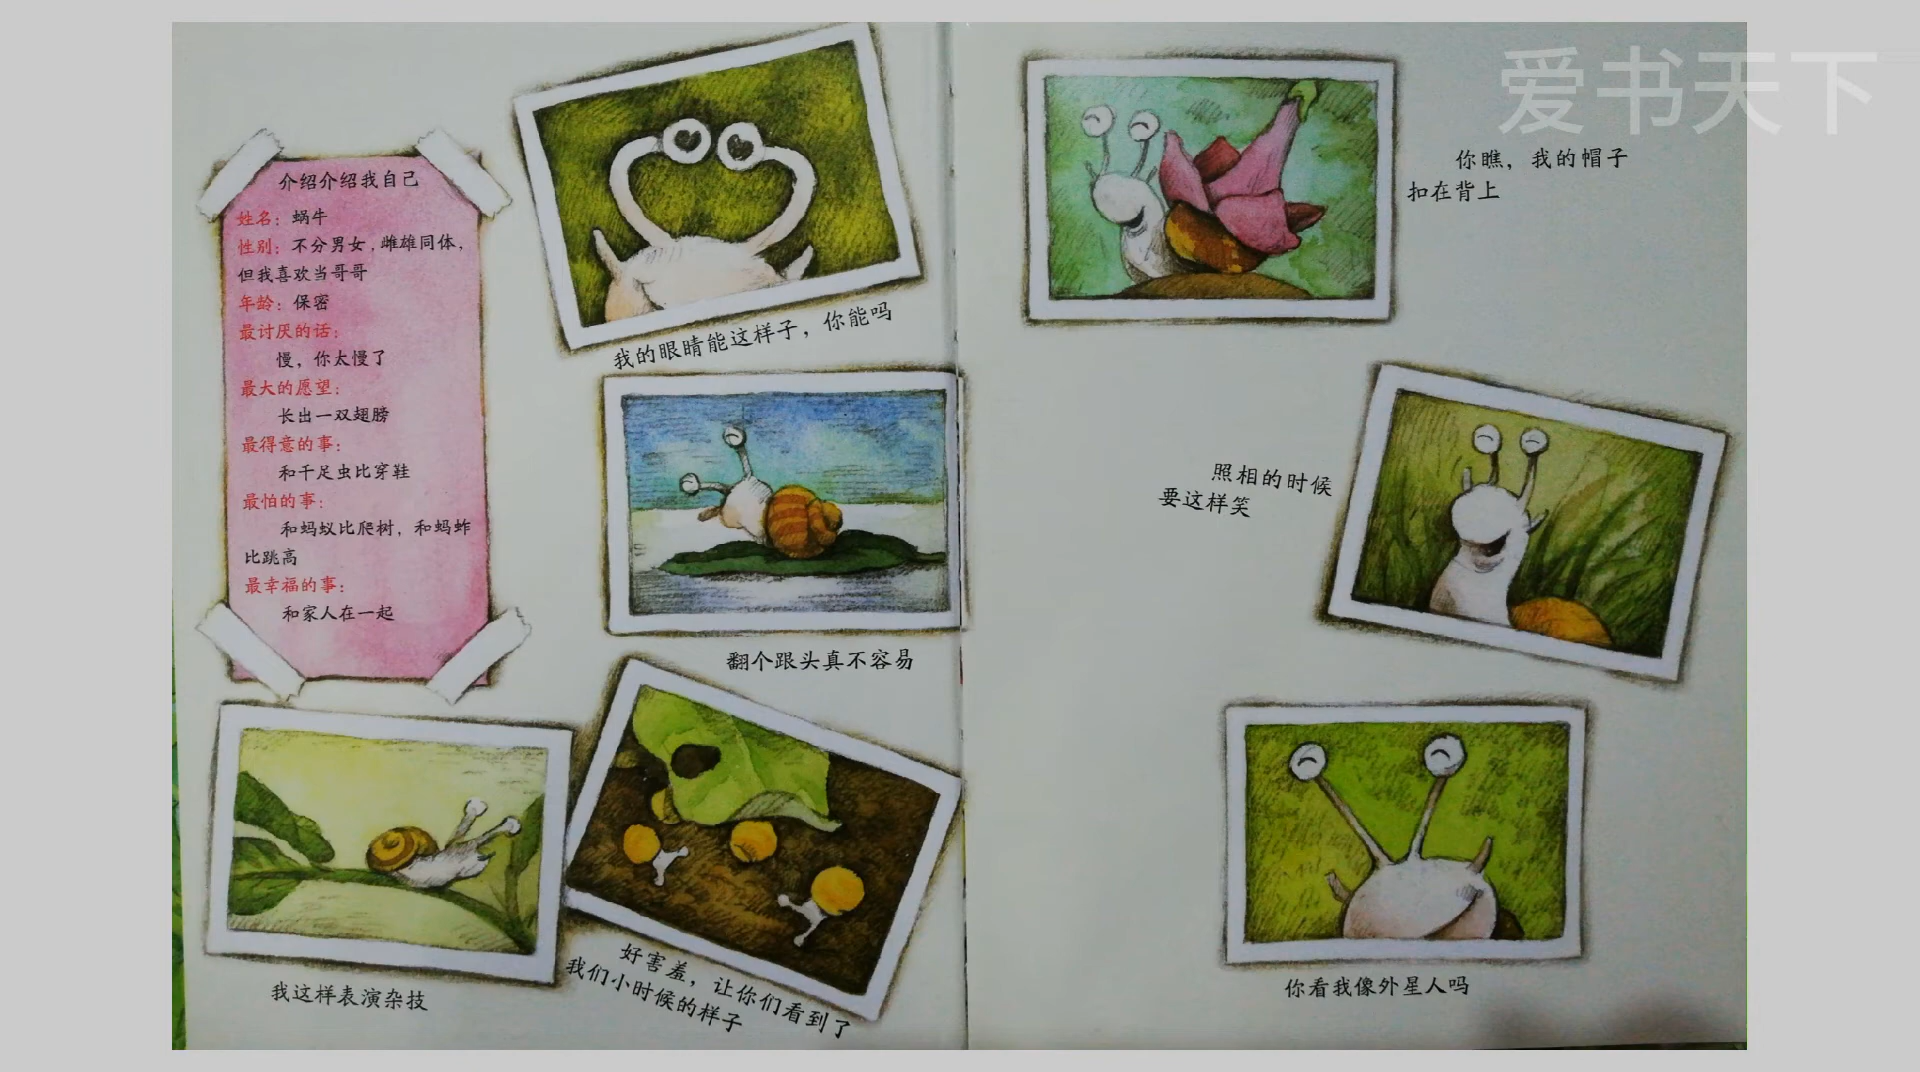 介绍介绍我自己
姓名：蜗牛
性别：不分男女，雌雄同体，
但我喜欢当哥哥
年龄：保密
最讨厌的话：
慢，你太慢了
最大的愿望：
长出一双翅膀
最得意的事：
和千足虫比穿鞋
最怕的事：
和蚂蚁比爬树，和蚂蚱
比跳高
最幸福的事：
和家人在一起
我的眼睛能这样子，你能吗
翻个跟头真不容易
我这样表演杂技
好害羞，让你们看到了
我们小时候的样子
爱书天下
你瞧，我的帽子
扣在背上
照相的时候
要这样笑
你看我像外星人吗